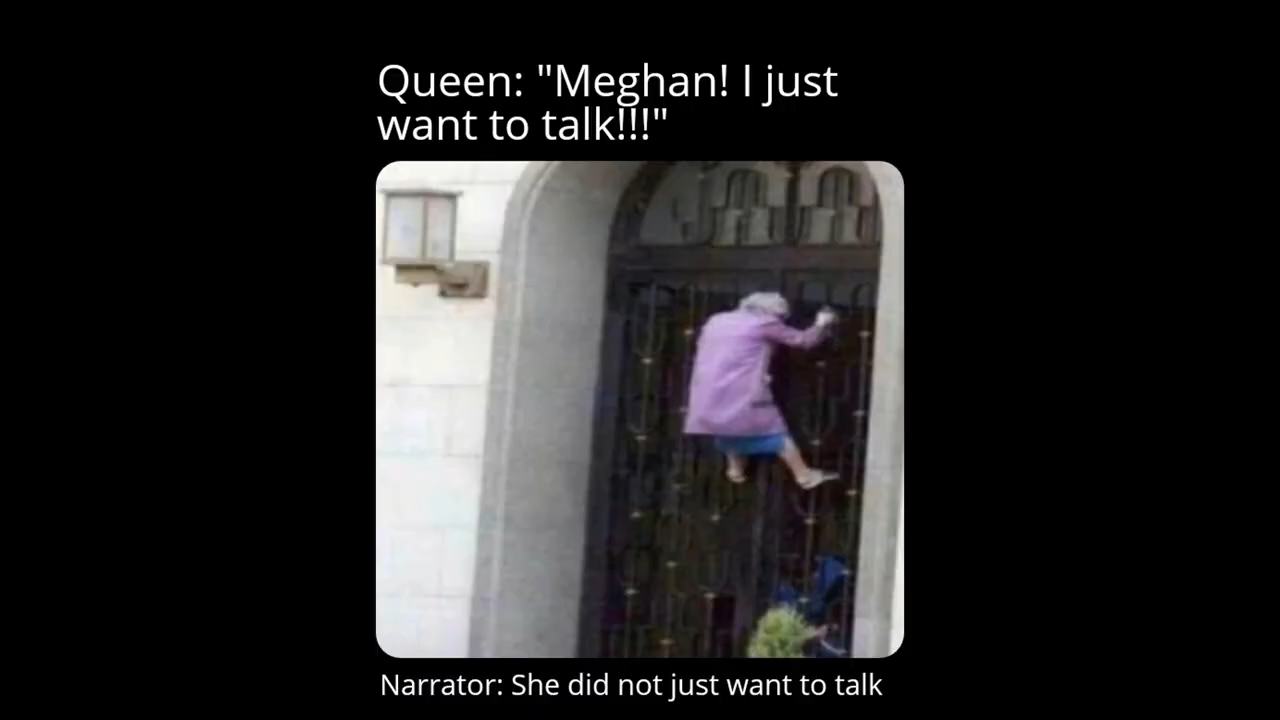 Queen: "Meghan! I just
want to talk!!!"
Narrator: She did not just want to talk